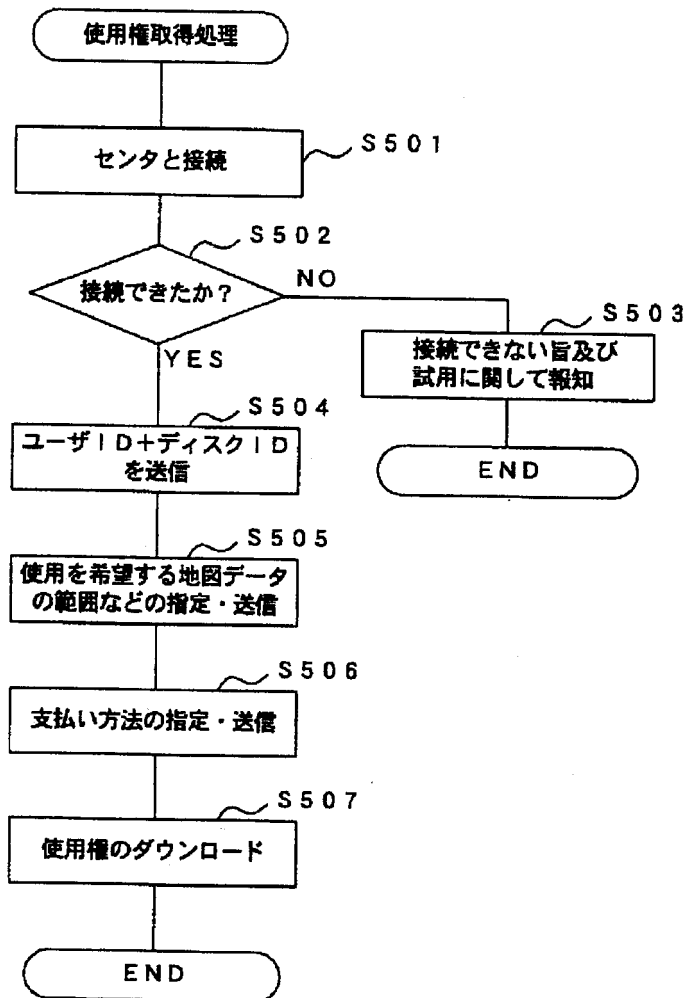 使用権取得処理
センタと接続
S501
接続できたか?
S502
NO
YES
接続できない旨及び
試用に関して報知
S503
END
ユーザID+ディスクID
を送信
S504
使用を希望する地図データ
の範囲などの指定・送信
S505
支払い方法の指定・送信
S506
使用権のダウンロード
S507
END